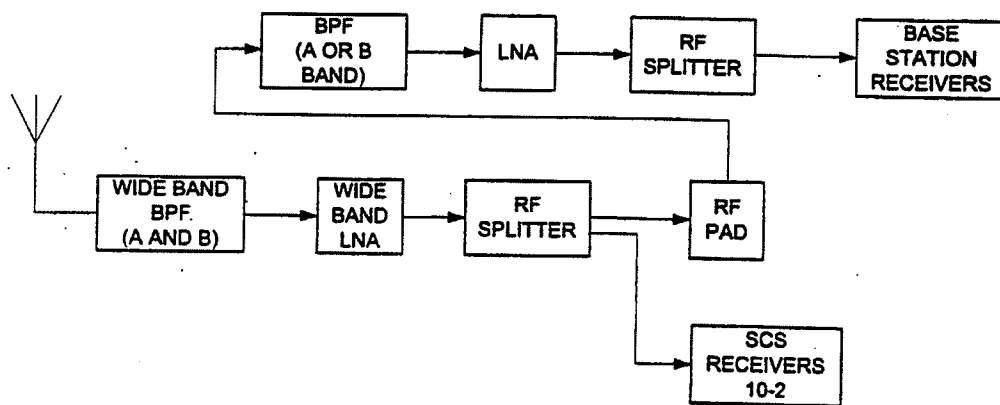 BPF
(A OR B
BAND)
LNA
RF
SPLITTER
BASE
STATION
RECEIVERS
WIDE BAND
BPF.
(A AND B)
WIDE
BAND
LNA
RF
SPLITTER
RF
PAD
SCS
RECEIVERS
10-2